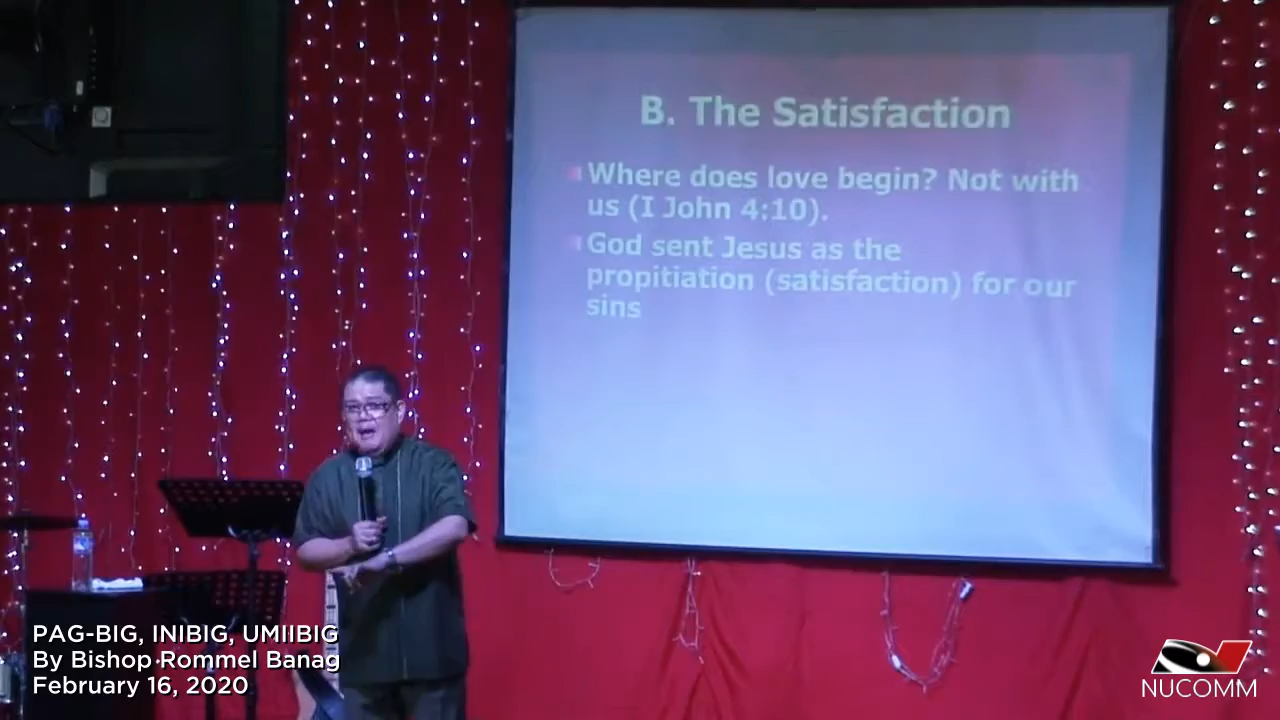 B. The Satisfaction
Where does love begin? Not with
us (I John 4:10).
God sent Jesus as the
propitiation (satisfaction) for our
sins
PAG-BIG, INIBIG, UMIIBIG
By Bishop Rommel Banag
February 16, 2020
NUCOMM